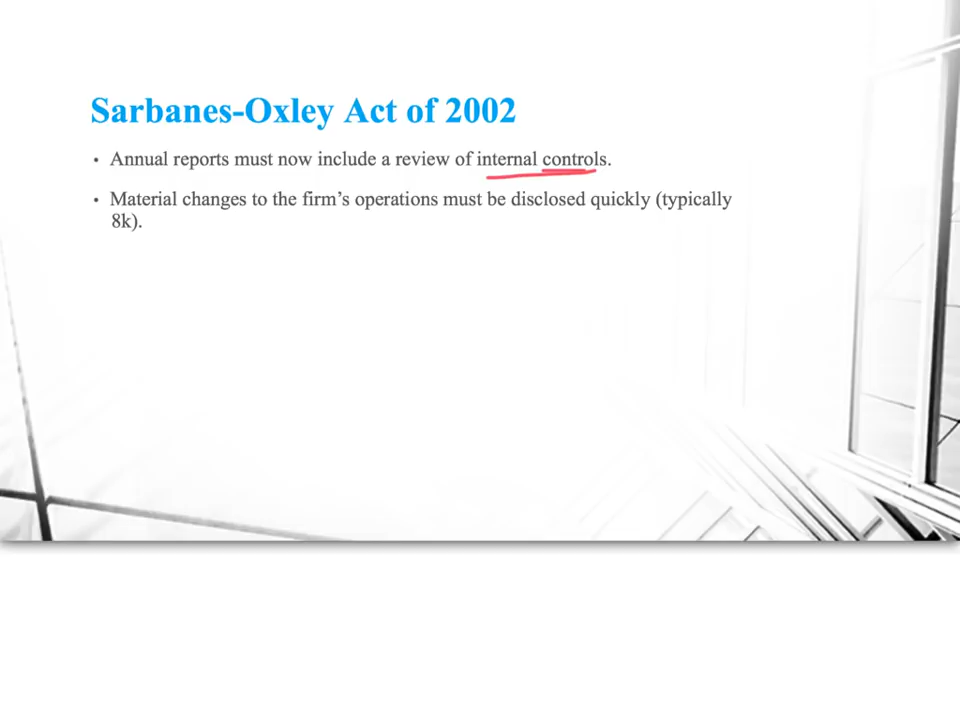 Sarbanes-Oxley Act of 2002
• Annual reports must now include a review of internal controls.
• Material changes to the firm’s operations must be disclosed quickly (typically
8k).